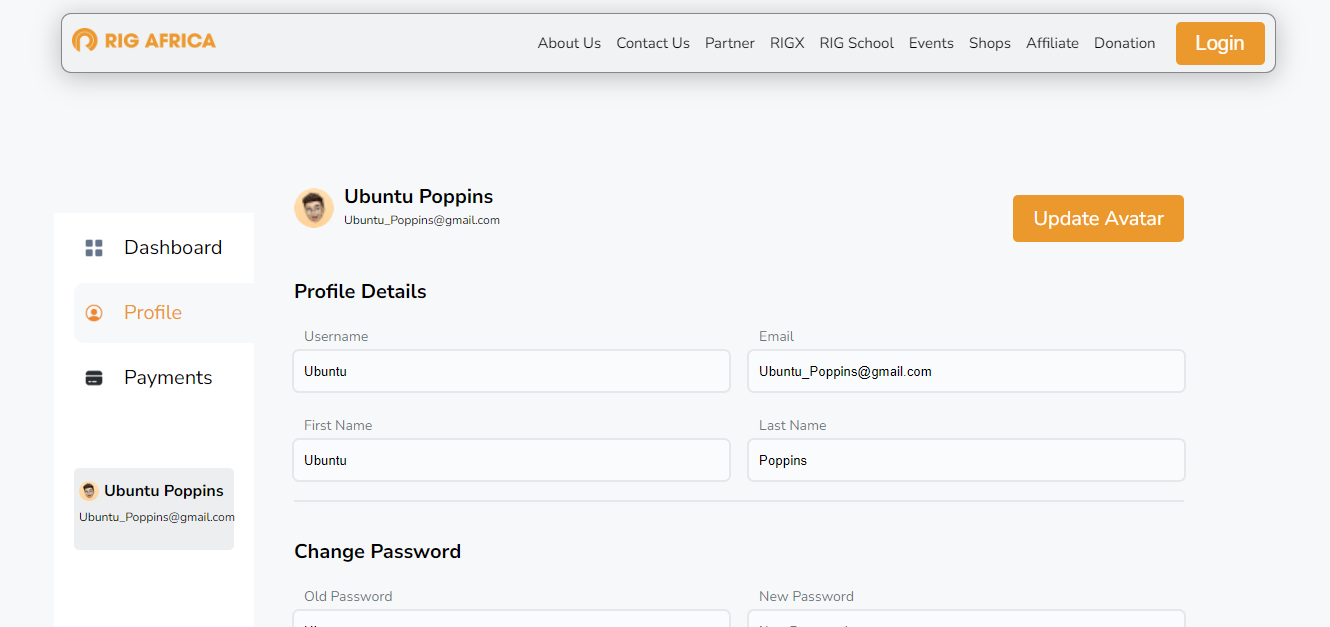 RIG AFRICA
About Us Contact Us Partner RIGX RIG School Events Shops Affiliate Donation Login
Ubuntu Poppins
Ubuntu_Poppins@gmail.com
Update Avatar
Dashboard
Profile
Payments
Ubuntu Poppins
Ubuntu_Poppins@gmail.com
Profile Details
Username Email
Ubuntu Ubuntu_Poppins@gmail.com
First Name Last Name
Ubuntu Poppins
Change Password
Old Password New Password